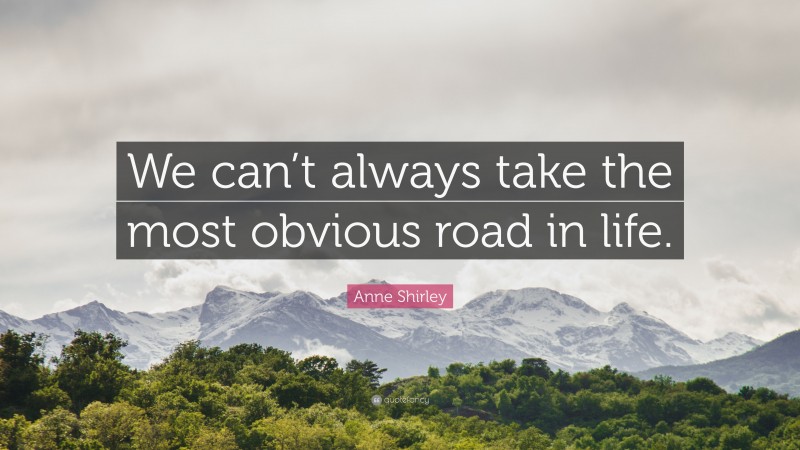 We can’t always take the
most obvious road in life.
Anne Shirley
quotefancy